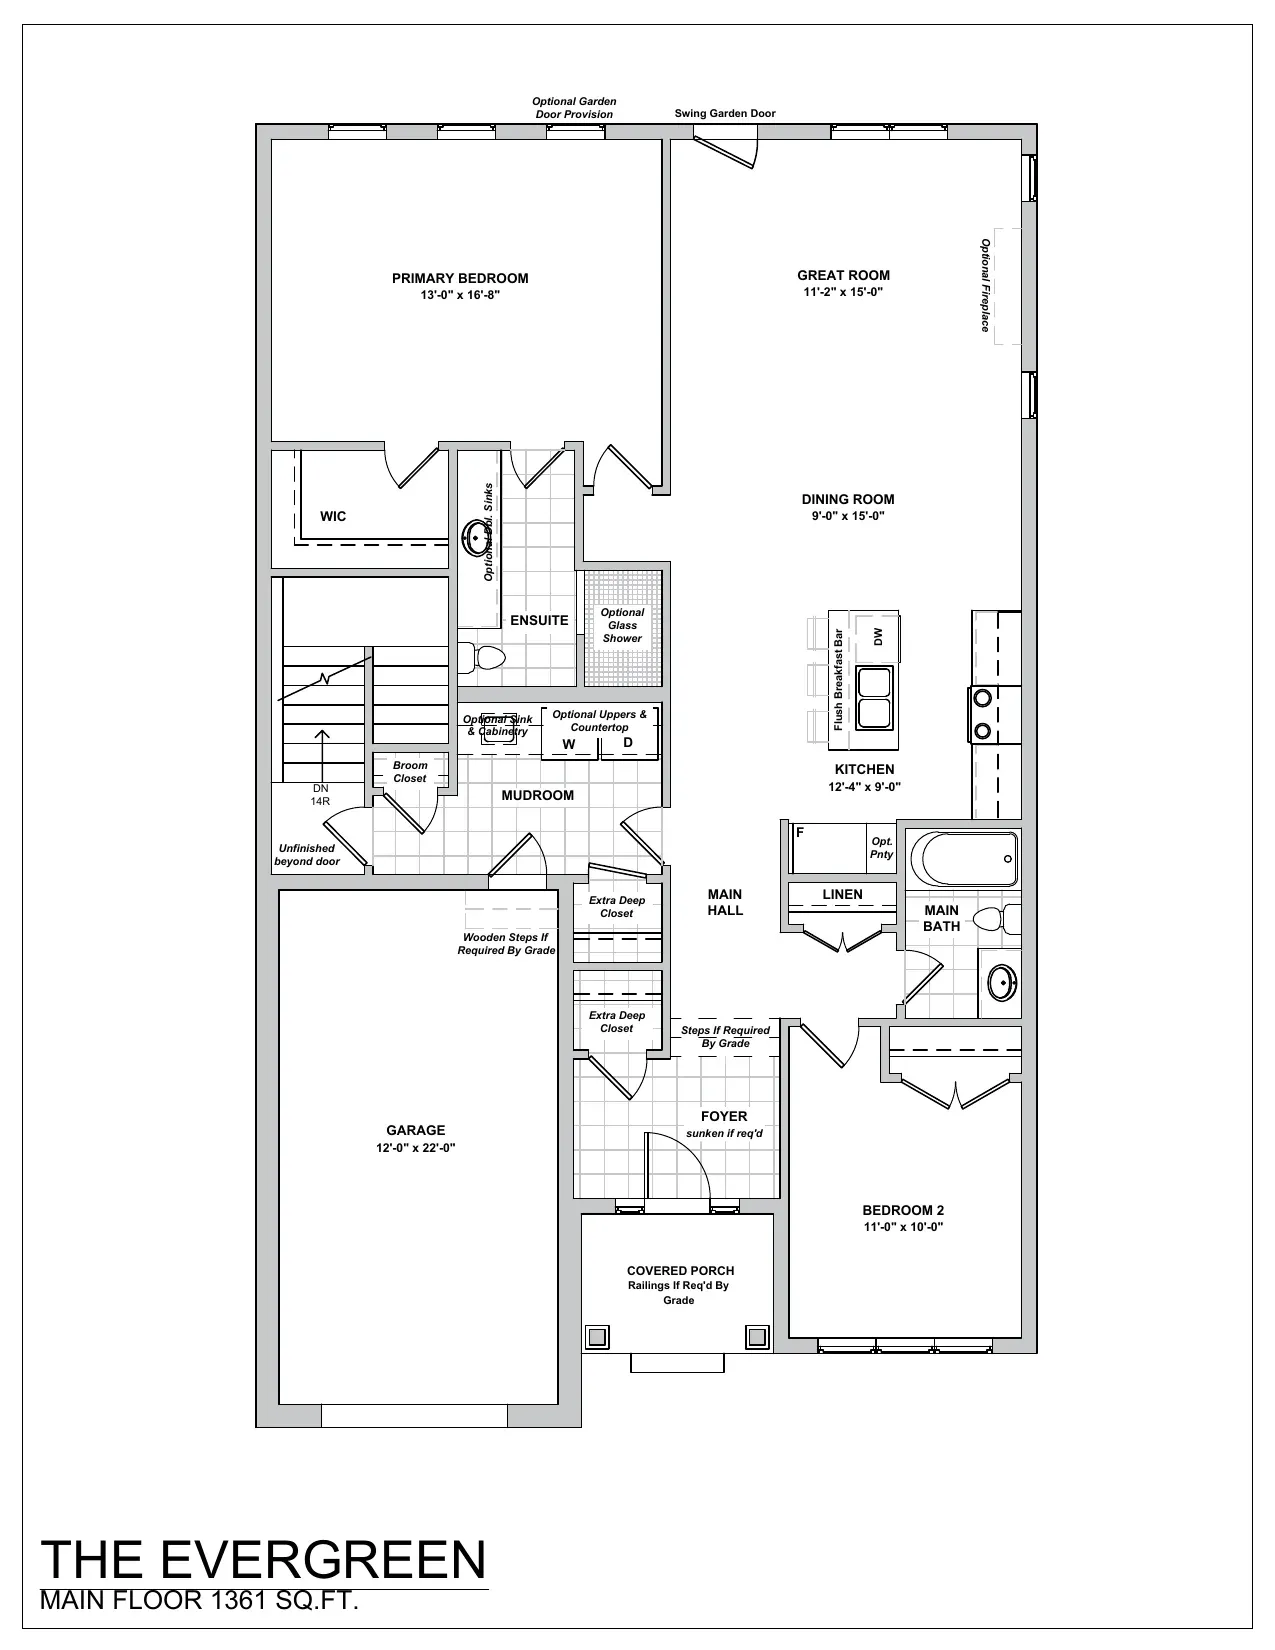 Optional Garden
Door Provision
Swing Garden Door
PRIMARY BEDROOM
13'-0" x 16'-8"
GREAT ROOM
11'-2" x 15'-0"
Optional Fireplace
WIC
Optional Dbl. Sinks
DINING ROOM
9'-0" x 15'-0"
ENSUITE
Optional
Glass
Shower
Flush Breakfast Bar
DW
Optional Sink
& Cabinetry
Optional Uppers &
Countertop
W
D
Broom
Closet
KITCHEN
12'-4" x 9'-0"
DN
14R
MUDROOM
Unfinished
beyond door
F
Opt.
Pnty
MAIN
HALL
LINEN
MAIN
BATH
Extra Deep
Closet
Wooden Steps If
Required By Grade
Extra Deep
Closet
Steps If Required
By Grade
GARAGE
12'-0" x 22'-0"
FOYER
sunken if req'd
BEDROOM 2
11'-0" x 10'-0"
COVERED PORCH
Railings If Req'd By
Grade
THE EVERGREEN
MAIN FLOOR 1361 SQ.FT.